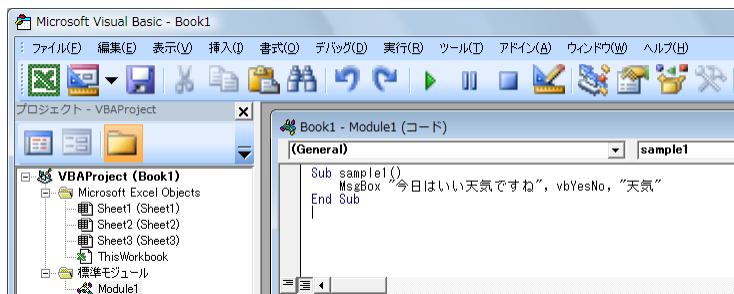 Microsoft Visual Basic - Book1
ファイル(F) 編集(E) 表示(V) 挿入(I) 書式(O) デバッグ(D) 実行(R) ツール(T) アドイン(A) ウィンドウ(W) ヘルプ(H)
プロジェクト - VBAProject
VBAProject (Book1)
Microsoft Excel Objects
Sheet1 (Sheet1)
Sheet2 (Sheet2)
Sheet3 (Sheet3)
ThisWorkbook
標準モジュール
Module1
Book1 - Module1 (コード)
(General) sample1
Sub sample1()
MsgBox "今日はいい天気ですね", vbYesNo, "天気"
End Sub